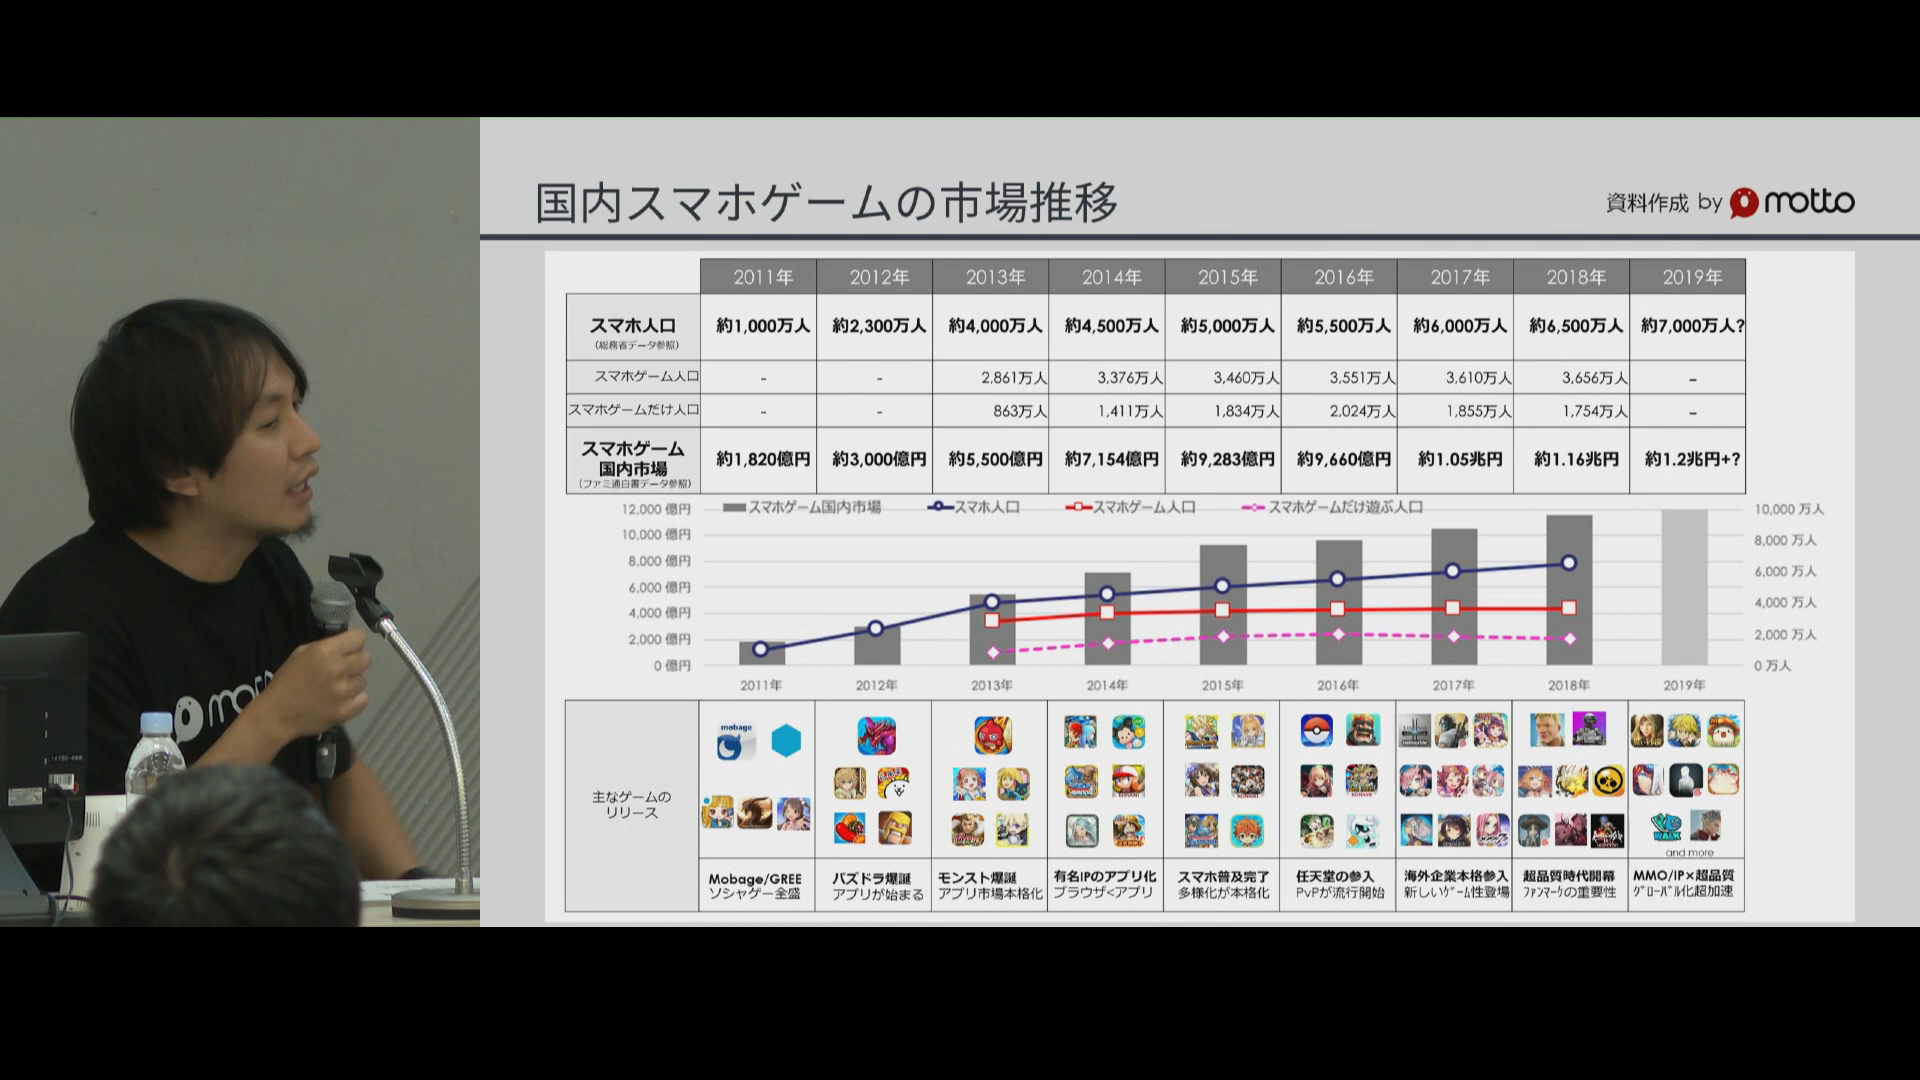 国内スマホゲームの市場推移
資料作成 by motto
2011年 2012年 2013年 2014年 2015年 2016年 2017年 2018年 2019年
スマホ人口 約1,000万人 約2,300万人 約4,000万人 約4,500万人 約5,000万人 約5,500万人 約6,000万人 約6,500万人 約7,000万人?
(総務省データ参照)
スマホゲーム人口 - - 2,861万人 3,376万人 3,460万人 3,551万人 3,610万人 3,656万人 -
スマホゲームだけ人口 - - 863万人 1,411万人 1,834万人 2,024万人 1,855万人 1,754万人 -
スマホゲーム
国内市場 約1,820億円 約3,000億円 約5,500億円 約7,154億円 約9,283億円 約9,660億円 約1.05兆円 約1.16兆円 約1.2兆円+?
(ファミ通白書データ参照)
スマホゲーム国内市場 スマホ人口 スマホゲーム人口 スマホゲームだけ遊ぶ人口
12,000 億円
10,000 億円
8,000 億円
6,000 億円
4,000 億円
2,000 億円
0 億円
10,000 万人
8,000 万人
6,000 万人
4,000 万人
2,000 万人
0 万人
2011年 2012年 2013年 2014年 2015年 2016年 2017年 2018年 2019年
主なゲームの
リリース
mobage
and more
Mobage/GREE
ソシャゲー全盛
パズドラ爆誕
アプリが始まる
モンスト爆誕
アプリ市場本格化
有名IPのアプリ化
ブラウザ<アプリ
スマホ普及完了
多様化が本格化
任天堂の参入
PvPが流行開始
海外企業本格参入
新しいゲーム性登場
超品質時代開幕
ファンマークの重要性
MMO/IP×超品質
グローバル化超加速